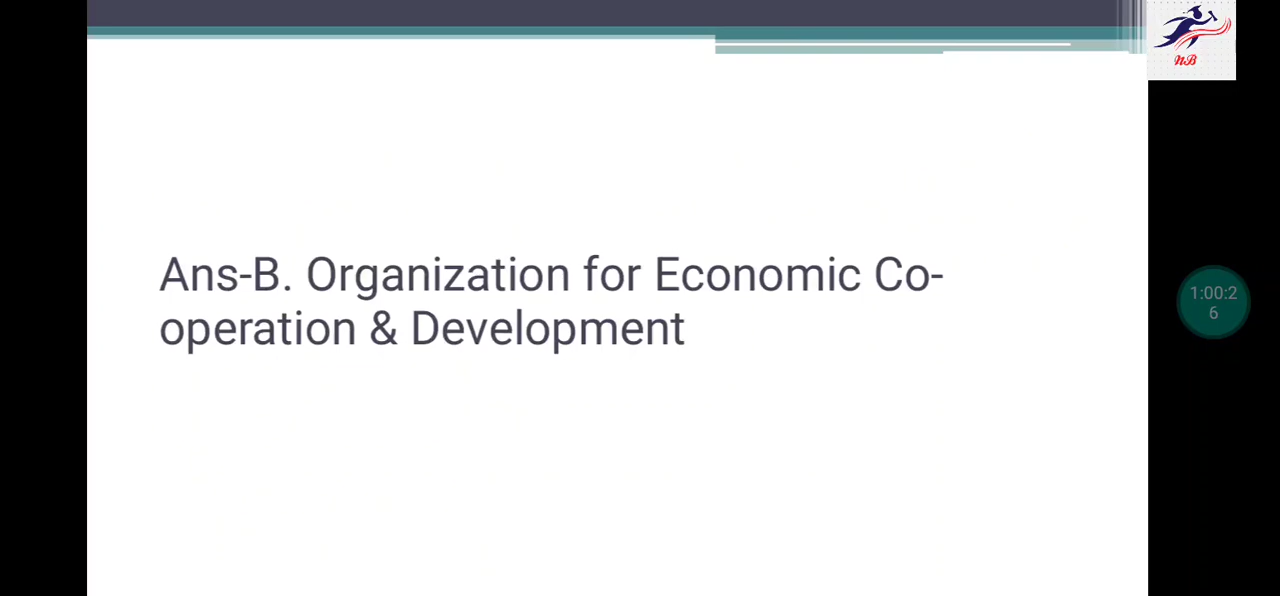 NB
Ans-B. Organization for Economic Co-
operation & Development
1:00:2
6